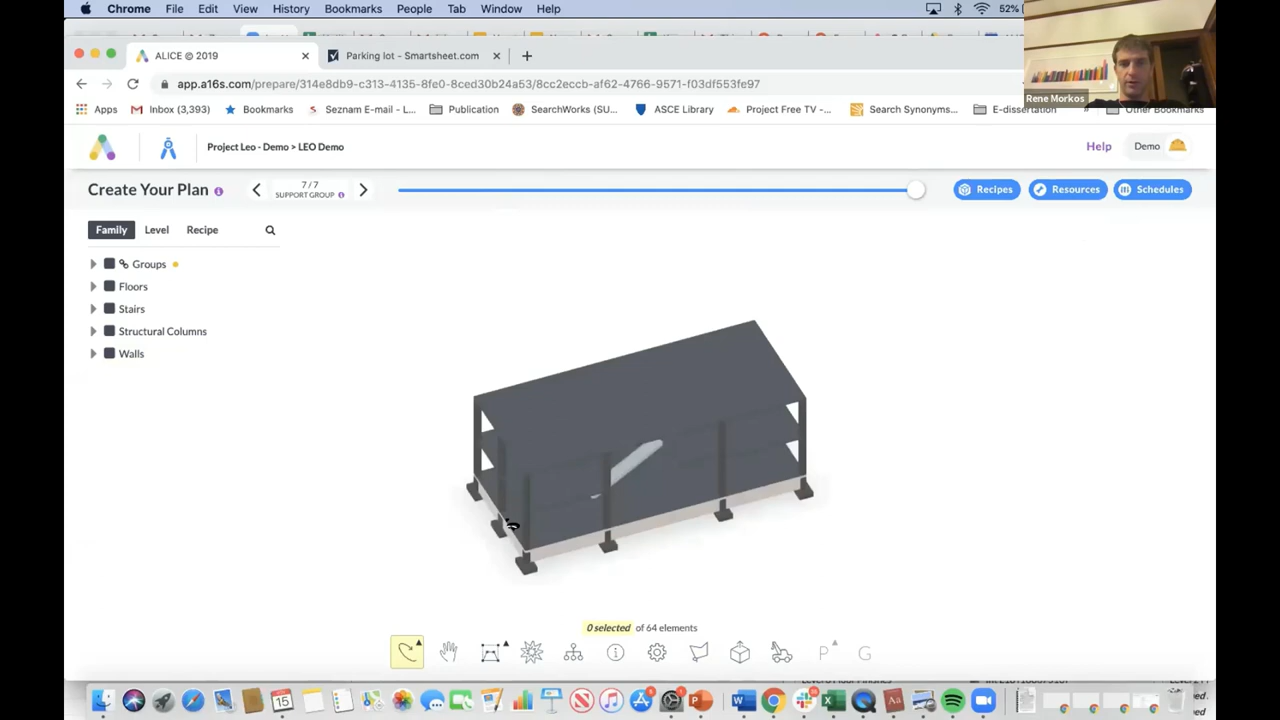 Chrome File Edit View History Bookmarks People Tab Window Help 52%
Rene Morkos
ALICE © 2019
Parking lot - Smartsheet.com
app.a16s.com/prepare/314e8db9-c313-4135-8fe0-8ced30b24a53/8cc2eccb-af62-4766-9571-f03df553fe97
Apps Inbox (3,393) Bookmarks Seznamte.al - L... Publication SearchWorks (SU... ASCE Library Project Free TV -... Search Synonyms... E-dissertation Other Bookmarks
Project Leo - Demo > LEO Demo
Help Demo
Create Your Plan
7 / 7
SUPPORT GROUP
Recipes Resources Schedules
Family Level Recipe
Groups
Floors
Stairs
Structural Columns
Walls
0 selected of 64 elements
P G
15